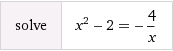 solve x² − 2 = −4/x